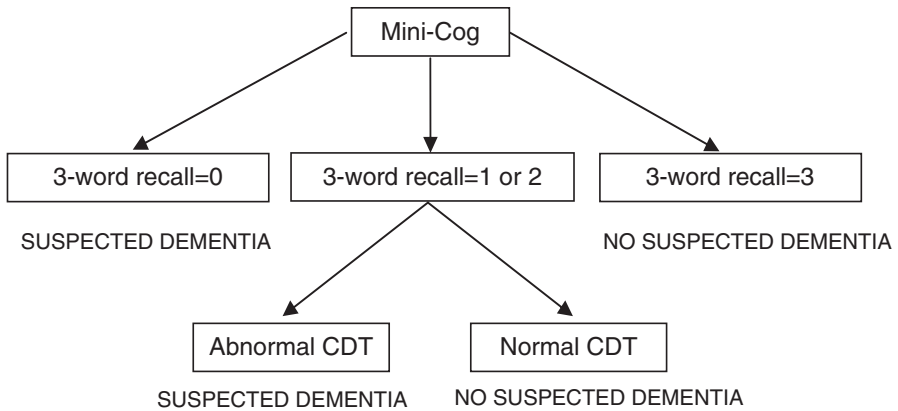 Mini-Cog
3-word recall=0
3-word recall=1 or 2
3-word recall=3
SUSPECTED DEMENTIA
NO SUSPECTED DEMENTIA
Abnormal CDT
Normal CDT
SUSPECTED DEMENTIA
NO SUSPECTED DEMENTIA